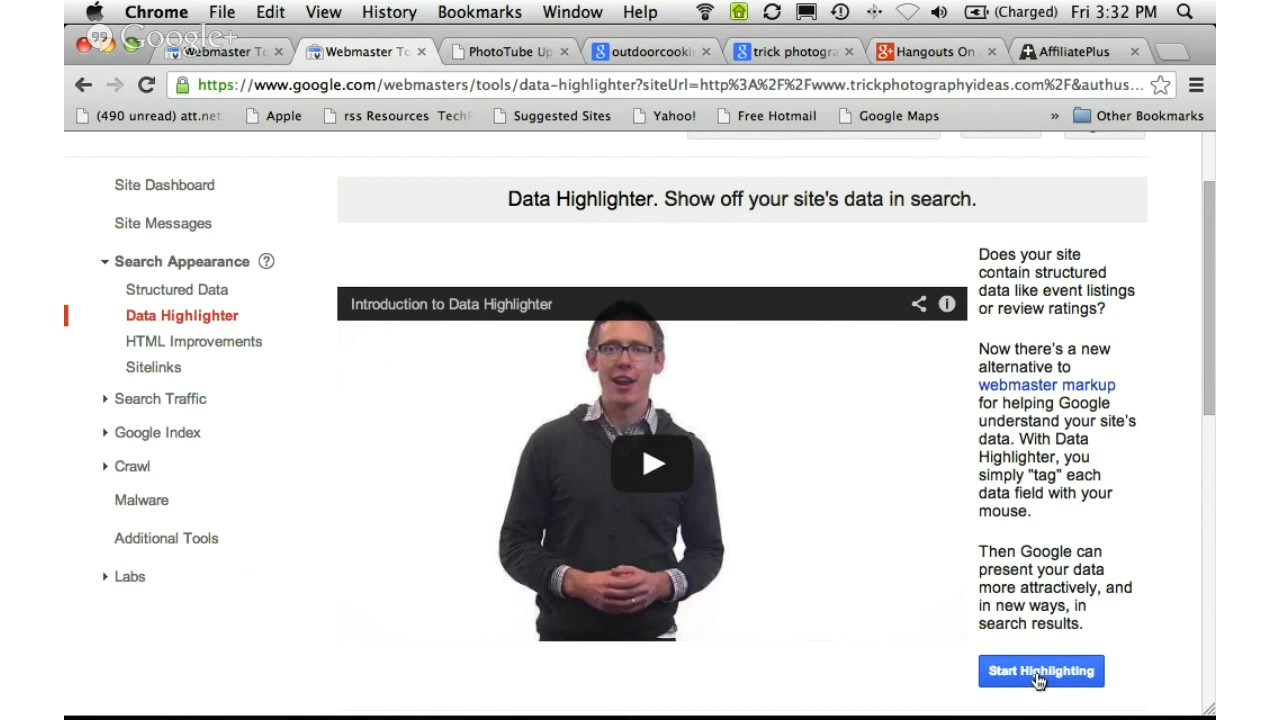 Chrome File Edit View History Bookmarks Window Help (Charged) Fri 3:32 PM
Google+
Webmaster To Webmaster To PhotoTube Up outdoorcooki trick photogra Hangouts On AffiliatePlus
https://www.google.com/webmasters/tools/data-highlighter?siteUrl=http%3A%2F%2Fwww.trickphotographyideas.com%2F&authus...
(490 unread) att.net Apple rss Resources Tech Suggested Sites Yahoo! Free Hotmail Google Maps » Other Bookmarks
Site Dashboard
Site Messages
Search Appearance ?
Structured Data
Data Highlighter
HTML Improvements
Sitelinks
Search Traffic
Google Index
Crawl
Malware
Additional Tools
Labs
Data Highlighter. Show off your site's data in search.
Introduction to Data Highlighter
Does your site
contain structured
data like event listings
or review ratings?
Now there's a new
alternative to
webmaster markup
for helping Google
understand your site's
data. With Data
Highlighter, you
simply "tag" each
data field with your
mouse.
Then Google can
present your data
more attractively, and
in new ways, in
search results.
Start Highlighting